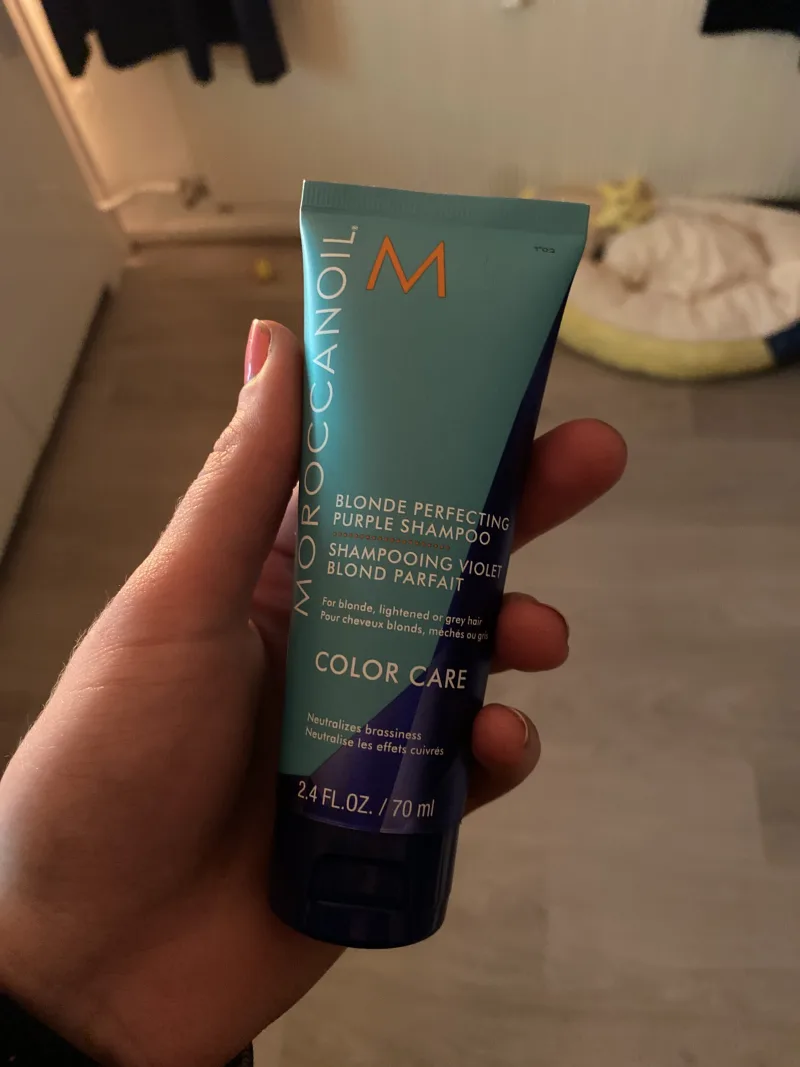 M
MOROCCANOIL®
BLONDE PERFECTING
PURPLE SHAMPOO
SHAMPOOING VIOLET
BLOND PARFAIT
For blonde, lightened or grey hair
Pour cheveux blonds, méchés ou gris
COLOR CARE
Neutralizes brassiness
Neutralise les effets cuivrés
2.4 FL.OZ. / 70 ml